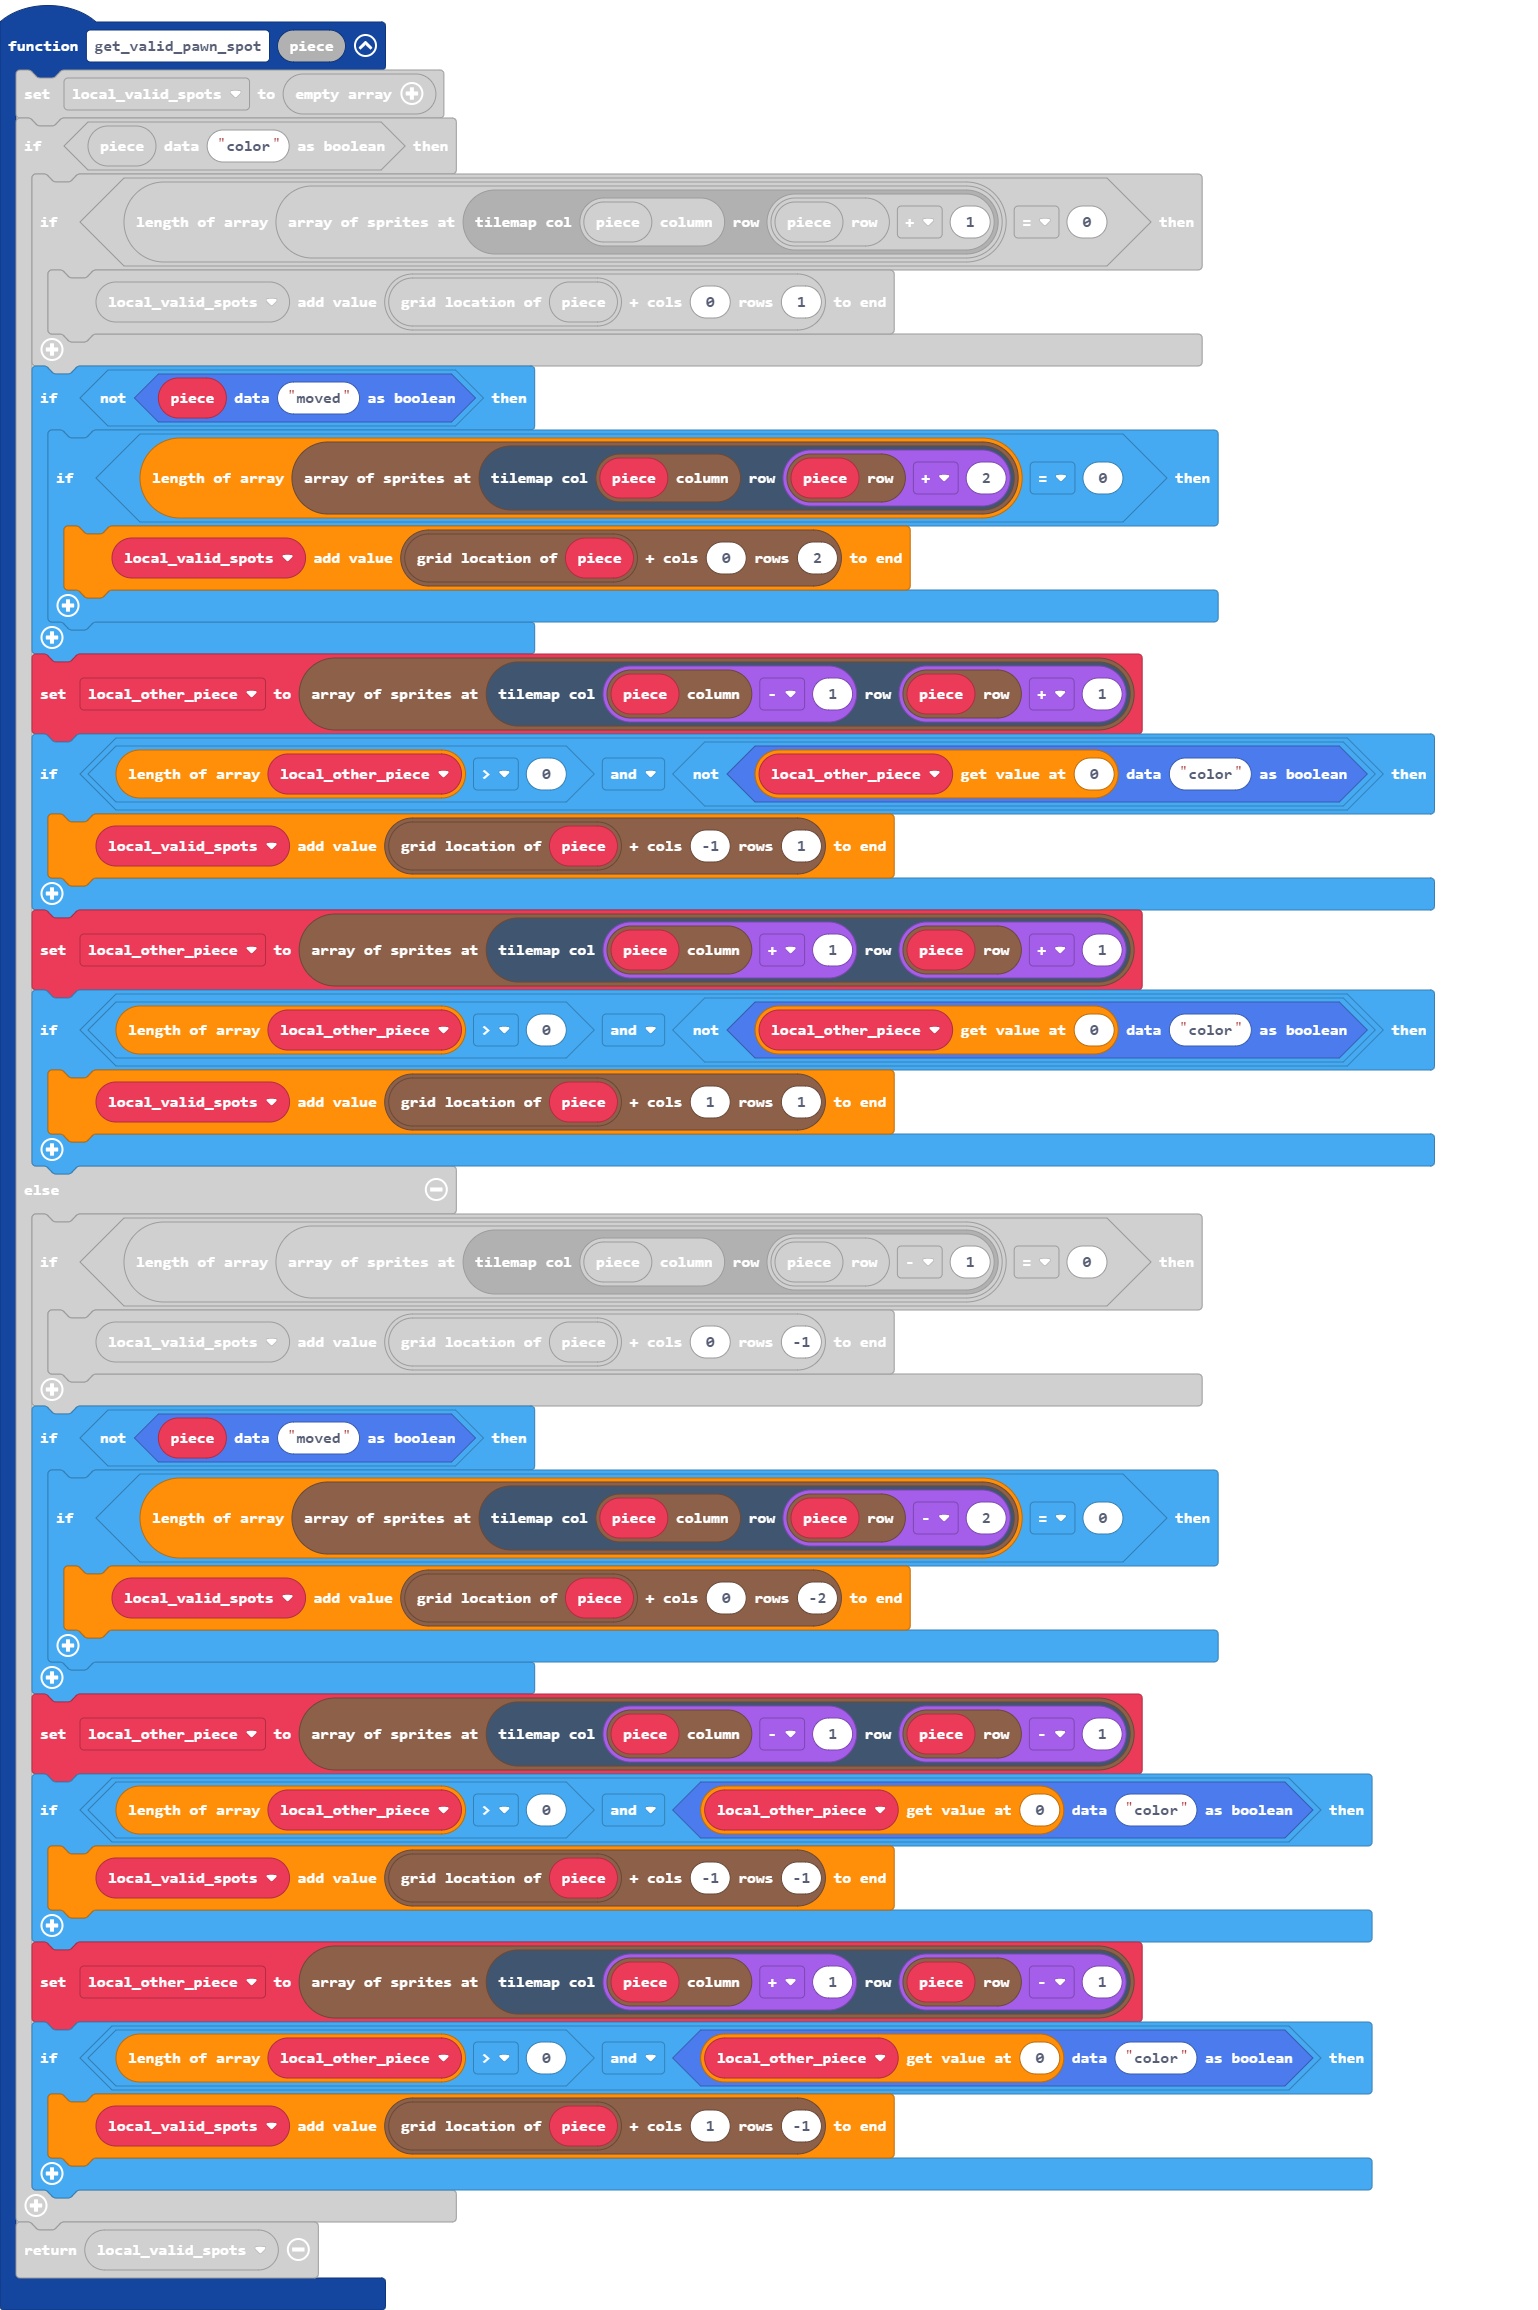 function get_valid_pawn_spot piece
set local_valid_spots to empty array
if piece data "color" as boolean then
if length of array array of sprites at tilemap col piece column row piece row + 1 = 0 then
local_valid_spots add value grid location of piece + cols 0 rows 1 to end
if not piece data "moved" as boolean then
if length of array array of sprites at tilemap col piece column row piece row + 2 = 0 then
local_valid_spots add value grid location of piece + cols 0 rows 2 to end
set local_other_piece to array of sprites at tilemap col piece column - 1 row piece row + 1
if length of array local_other_piece > 0 and not local_other_piece get value at 0 data "color" as boolean then
local_valid_spots add value grid location of piece + cols -1 rows 1 to end
set local_other_piece to array of sprites at tilemap col piece column + 1 row piece row + 1
if length of array local_other_piece > 0 and not local_other_piece get value at 0 data "color" as boolean then
local_valid_spots add value grid location of piece + cols 1 rows 1 to end
else
if length of array array of sprites at tilemap col piece column row piece row - 1 = 0 then
local_valid_spots add value grid location of piece + cols 0 rows -1 to end
if not piece data "moved" as boolean then
if length of array array of sprites at tilemap col piece column row piece row - 2 = 0 then
local_valid_spots add value grid location of piece + cols 0 rows -2 to end
set local_other_piece to array of sprites at tilemap col piece column - 1 row piece row - 1
if length of array local_other_piece > 0 and local_other_piece get value at 0 data "color" as boolean then
local_valid_spots add value grid location of piece + cols -1 rows -1 to end
set local_other_piece to array of sprites at tilemap col piece column + 1 row piece row - 1
if length of array local_other_piece > 0 and local_other_piece get value at 0 data "color" as boolean then
local_valid_spots add value grid location of piece + cols 1 rows -1 to end
return local_valid_spots